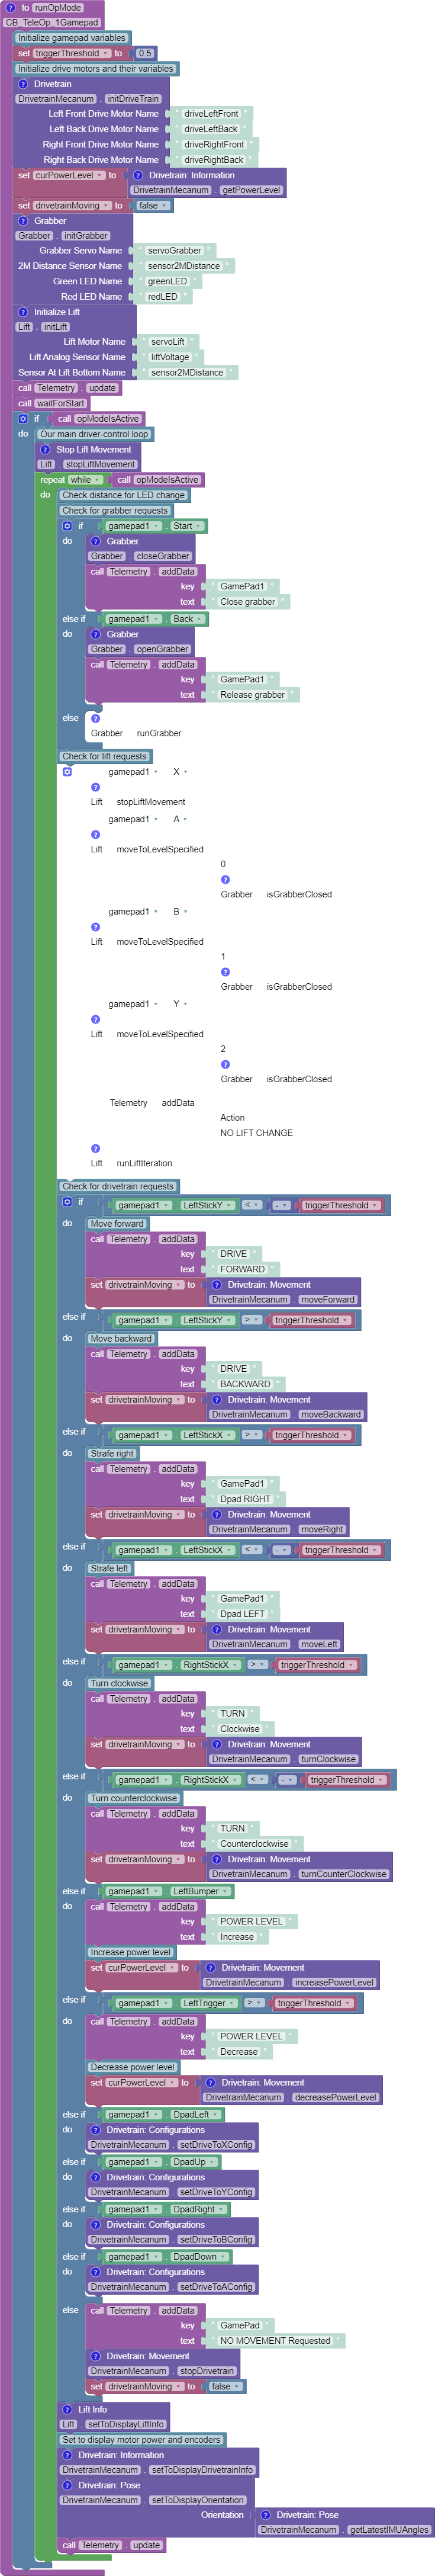 to runOpMode
CB_TeleOp_1Gamepad
Initialize gamepad variables
set triggerThreshold to 0.5
Initialize drive motors and their variables
Drivetrain
DrivetrainMecanum . initDriveTrain
Left Front Drive Motor Name " driveLeftFront "
Left Back Drive Motor Name " driveLeftBack "
Right Front Drive Motor Name " driveRightFront "
Right Back Drive Motor Name " driveRightBack "
set curPowerLevel to Drivetrain: Information
DrivetrainMecanum . getPowerLevel
set drivetrainMoving to false
Grabber
Grabber . initGrabber
Grabber Servo Name " servoGrabber "
2M Distance Sensor Name " sensor2MDistance "
Green LED Name " greenLED "
Red LED Name " redLED "
Initialize Lift
Lift . initLift
Lift Motor Name " servoLift "
Lift Analog Sensor Name " liftVoltage "
Sensor At Lift Bottom Name " sensor2MDistance "
call Telemetry . update
call waitForStart
if call opModeIsActive
do Our main driver-control loop
Stop Lift Movement
Lift . stopLiftMovement
repeat while call opModeIsActive
do Check distance for LED change
Check for grabber requests
if gamepad1 . Start
do Grabber
Grabber . closeGrabber
call Telemetry . addData
key " GamePad1 "
text " Close grabber "
else if gamepad1 . Back
do Grabber
Grabber . openGrabber
call Telemetry . addData
key " GamePad1 "
text " Release grabber "
else
Grabber runGrabber
Check for lift requests
gamepad1 X
Lift stopLiftMovement
gamepad1 A
Lift moveToLevelSpecified
0
Grabber isGrabberClosed
gamepad1 B
Lift moveToLevelSpecified
1
Grabber isGrabberClosed
gamepad1 Y
Lift moveToLevelSpecified
2
Grabber isGrabberClosed
Telemetry addData
Action
NO LIFT CHANGE
Lift runLiftIteration
Check for drivetrain requests
if gamepad1 . LeftStickY < - triggerThreshold
do Move forward
call Telemetry . addData
key " DRIVE "
text " FORWARD "
set drivetrainMoving to Drivetrain: Movement
DrivetrainMecanum . moveForward
else if gamepad1 . LeftStickY > triggerThreshold
do Move backward
call Telemetry . addData
key " DRIVE "
text " BACKWARD "
set drivetrainMoving to Drivetrain: Movement
DrivetrainMecanum . moveBackward
else if gamepad1 . LeftStickX > triggerThreshold
do Strafe right
call Telemetry . addData
key " GamePad1 "
text " Dpad RIGHT "
set drivetrainMoving to Drivetrain: Movement
DrivetrainMecanum . moveRight
else if gamepad1 . LeftStickX < - triggerThreshold
do Strafe left
call Telemetry . addData
key " GamePad1 "
text " Dpad LEFT "
set drivetrainMoving to Drivetrain: Movement
DrivetrainMecanum . moveLeft
else if gamepad1 . RightStickX > triggerThreshold
do Turn clockwise
call Telemetry . addData
key " TURN "
text " Clockwise "
set drivetrainMoving to Drivetrain: Movement
DrivetrainMecanum . turnClockwise
else if gamepad1 . RightStickX < - triggerThreshold
do Turn counterclockwise
call Telemetry . addData
key " TURN "
text " Counterclockwise "
set drivetrainMoving to Drivetrain: Movement
DrivetrainMecanum . turnCounterClockwise
else if gamepad1 . LeftBumper
do call Telemetry . addData
key " POWER LEVEL "
text " Increase "
Increase power level
set curPowerLevel to Drivetrain: Movement
DrivetrainMecanum . increasePowerLevel
else if gamepad1 . LeftTrigger > triggerThreshold
do call Telemetry . addData
key " POWER LEVEL "
text " Decrease "
Decrease power level
set curPowerLevel to Drivetrain: Movement
DrivetrainMecanum . decreasePowerLevel
else if gamepad1 . DpadLeft
do Drivetrain: Configurations
DrivetrainMecanum . setDriveToXConfig
else if gamepad1 . DpadUp
do Drivetrain: Configurations
DrivetrainMecanum . setDriveToYConfig
else if gamepad1 . DpadRight
do Drivetrain: Configurations
DrivetrainMecanum . setDriveToBConfig
else if gamepad1 . DpadDown
do Drivetrain: Configurations
DrivetrainMecanum . setDriveToAConfig
else call Telemetry . addData
key " GamePad "
text " NO MOVEMENT Requested "
Drivetrain: Movement
DrivetrainMecanum . stopDrivetrain
set drivetrainMoving to false
Lift Info
Lift . setToDisplayLiftInfo
Set to display motor power and encoders
Drivetrain: Information
DrivetrainMecanum . setToDisplayDrivetrainInfo
Drivetrain: Pose
DrivetrainMecanum . setToDisplayOrientation
Orientation Drivetrain: Pose
DrivetrainMecanum . getLatestIMUAngles
call Telemetry . update